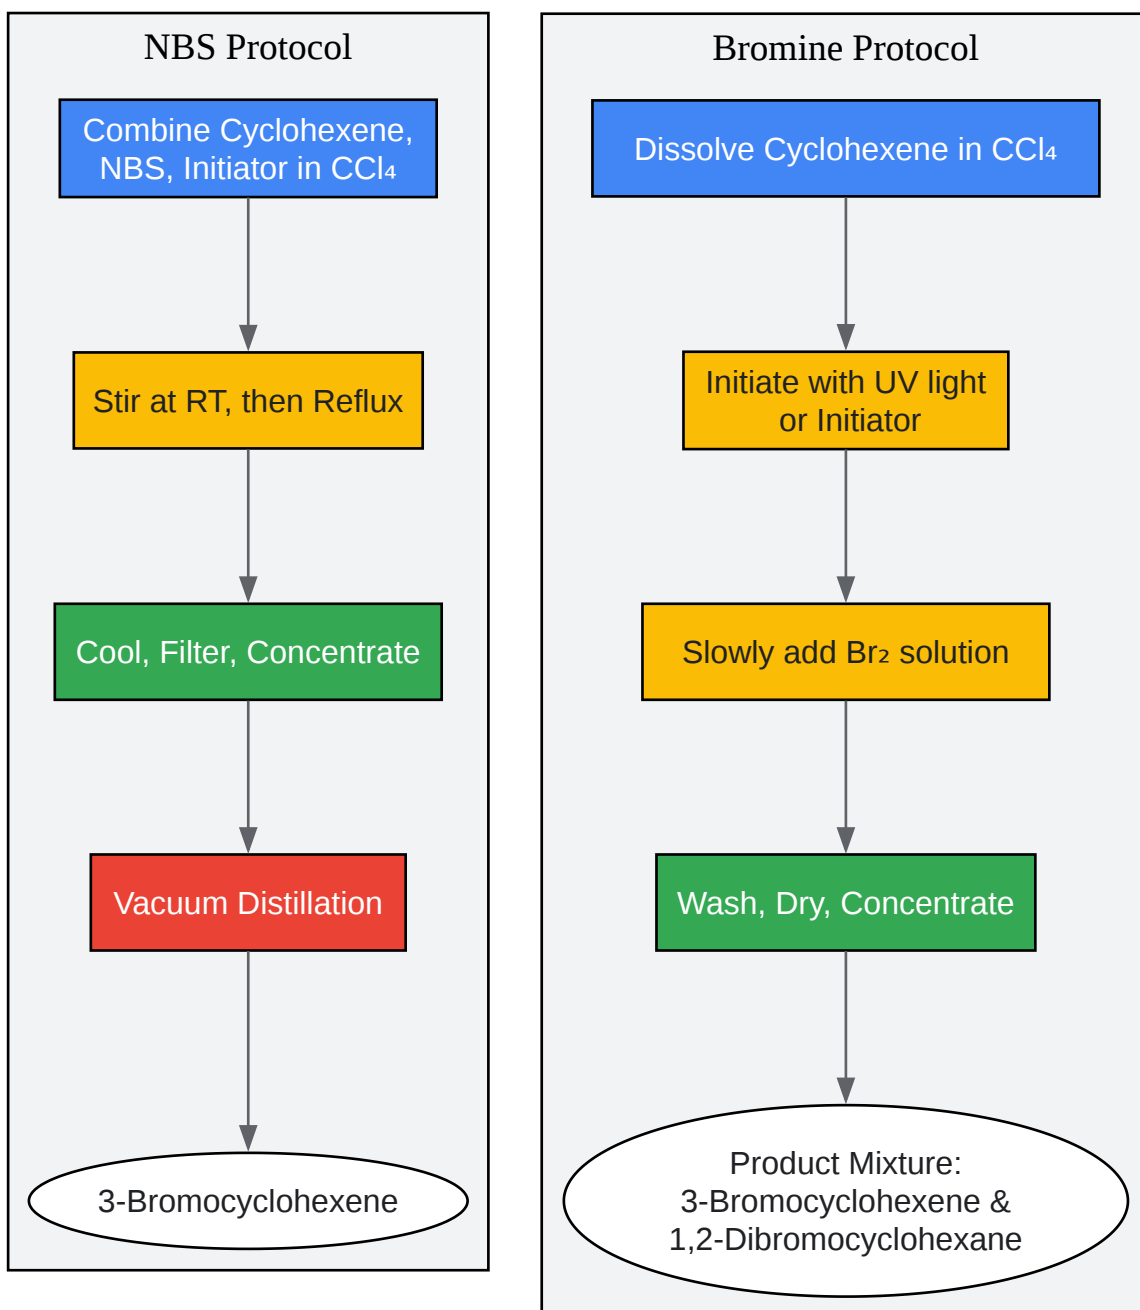 NBS Protocol
Combine Cyclohexene,
NBS, Initiator in CCl₄
Stir at RT, then Reflux
Cool, Filter, Concentrate
Vacuum Distillation
3-Bromocyclohexene
Bromine Protocol
Dissolve Cyclohexene in CCl₄
Initiate with UV light
or Initiator
Slowly add Br₂ solution
Wash, Dry, Concentrate
Product Mixture:
3-Bromocyclohexene &
1,2-Dibromocyclohexane